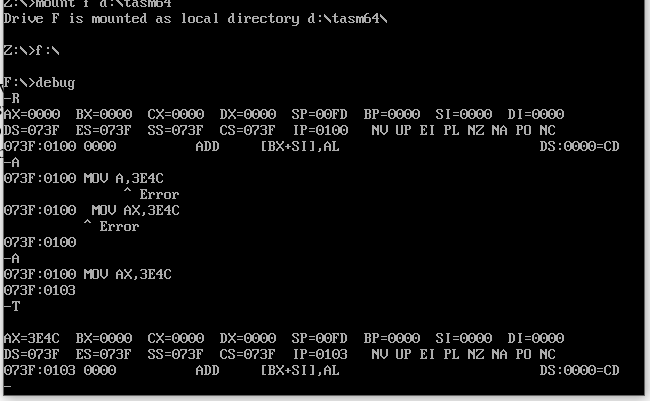 Z:\>mount f d:\tasm64
Drive F is mounted as local directory d:\tasm64\
Z:\>f:\
F:\>debug
-R
AX=0000  BX=0000  CX=0000  DX=0000  SP=00FD  BP=0000  SI=0000  DI=0000
DS=073F  ES=073F  SS=073F  CS=073F  IP=0100   NV UP EI PL NZ NA PO NC
073F:0100 0000          ADD     [BX+SI],AL                         DS:0000=CD
-A
073F:0100 MOV A,3E4C
^ Error
073F:0100  MOV AX,3E4C
^ Error
073F:0100
-A
073F:0100 MOV AX,3E4C
073F:0103
-T
AX=3E4C  BX=0000  CX=0000  DX=0000  SP=00FD  BP=0000  SI=0000  DI=0000
DS=073F  ES=073F  SS=073F  CS=073F  IP=0103   NV UP EI PL NZ NA PO NC
073F:0103 0000          ADD     [BX+SI],AL                         DS:0000=CD
-